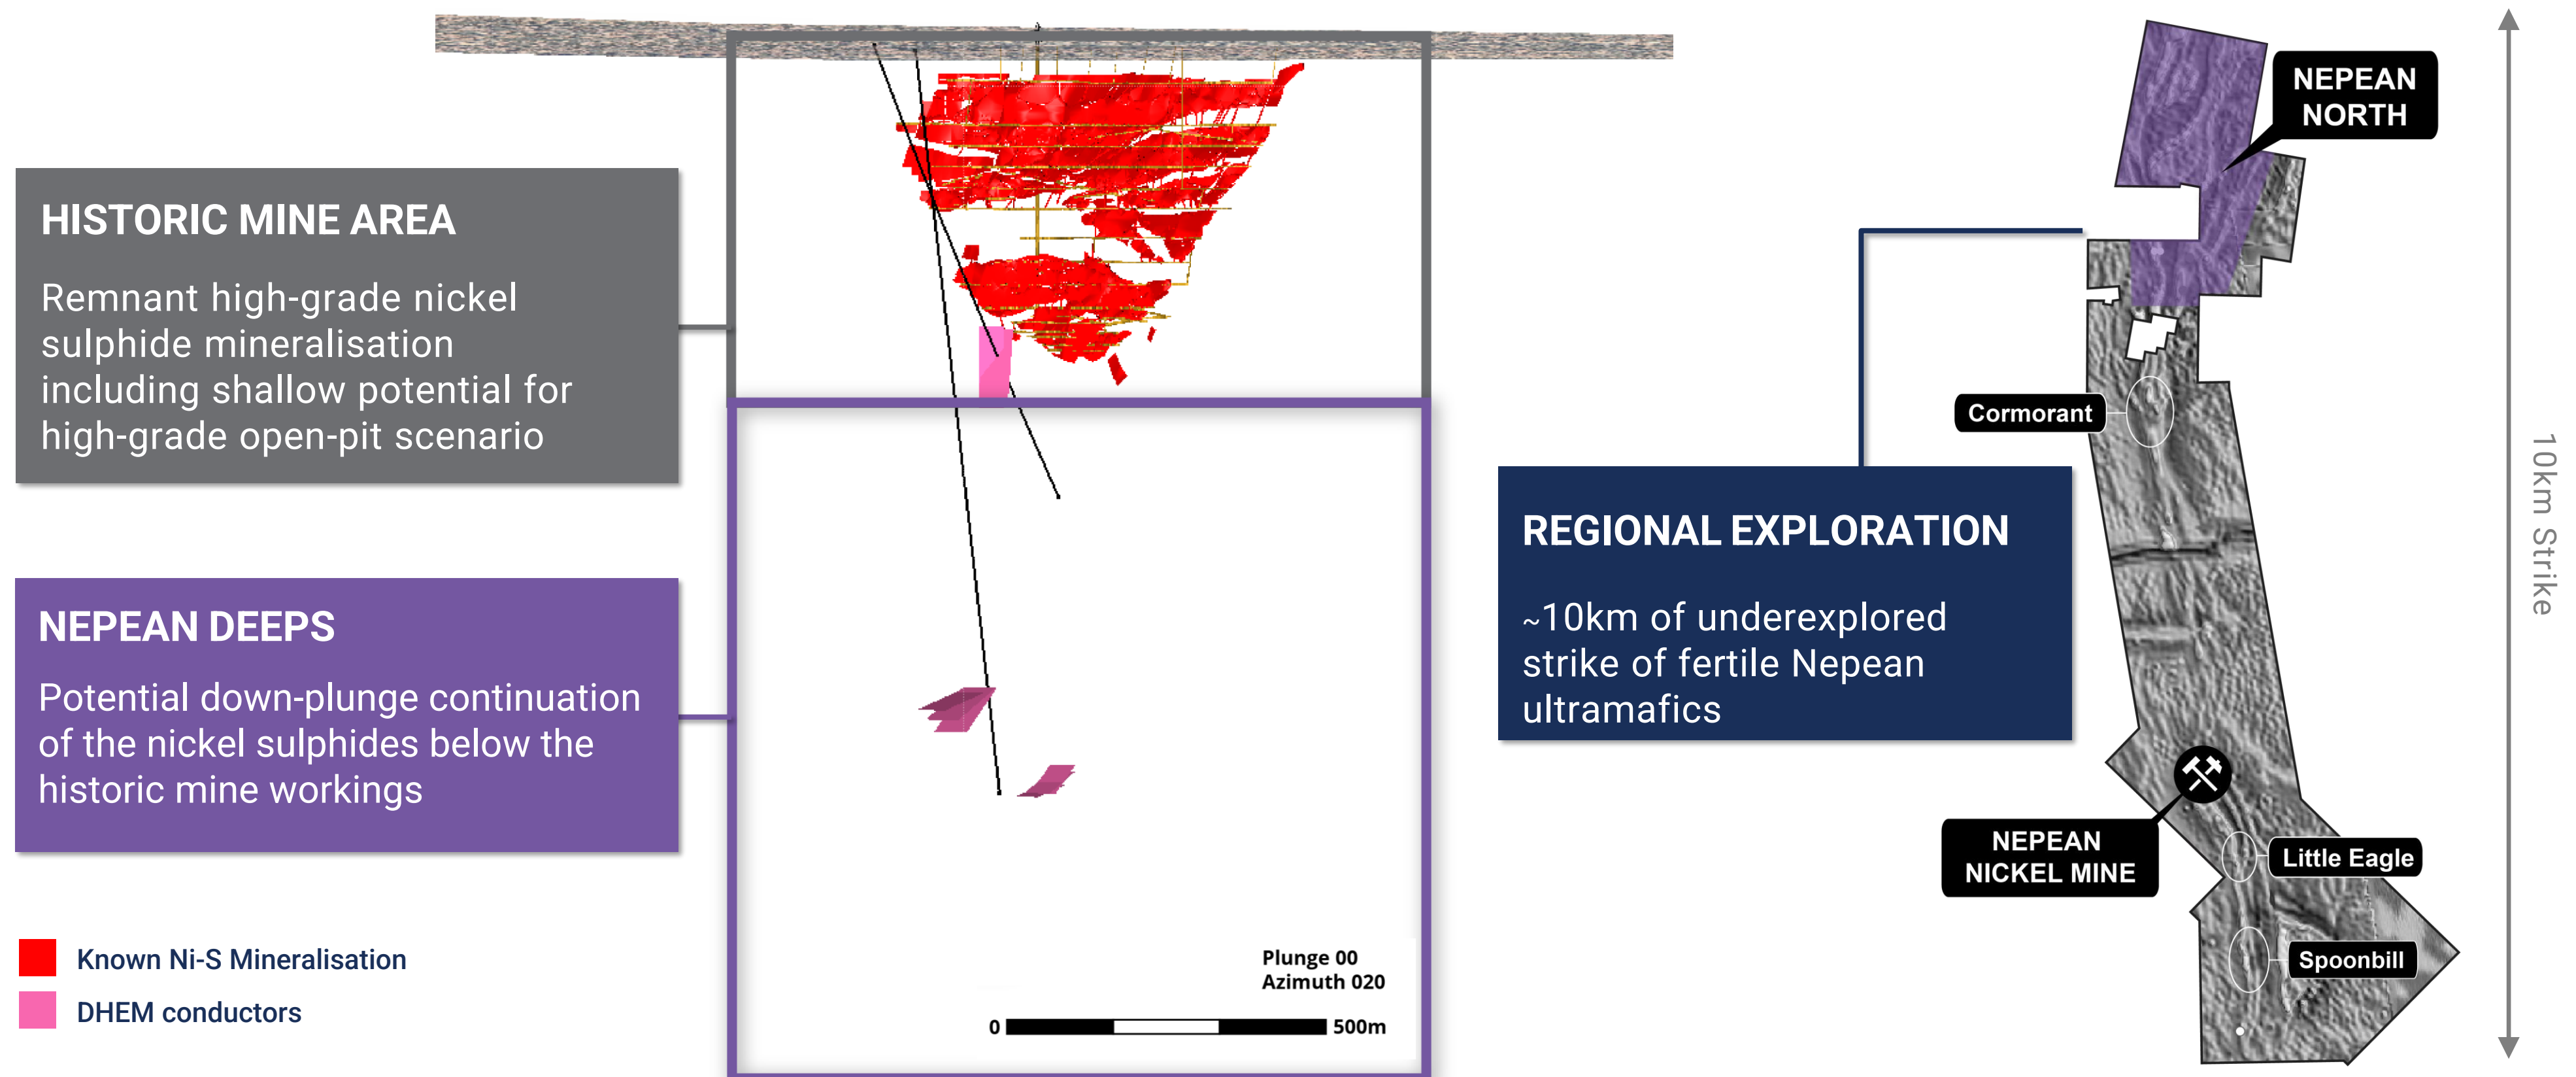 HISTORIC MINE AREA
Remnant high-grade nickel
sulphide mineralisation
including shallow potential for
high-grade open-pit scenario
NEPEAN DEEPS
Potential down-plunge continuation
of the nickel sulphides below the
historic mine workings
Known Ni-S Mineralisation
DHEM conductors
Plunge 00
Azimuth 020
0 500m
REGIONAL EXPLORATION
~10km of underexplored
strike of fertile Nepean
ultramafics
NEPEAN
NORTH
Cormorant
NEPEAN
NICKEL MINE
Little Eagle
Spoonbill
10km Strike